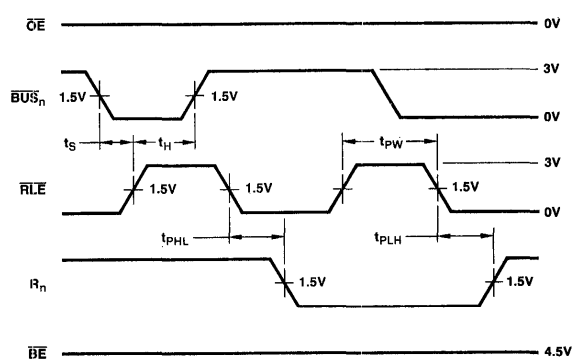 OE 0V
3V
BUSn 1.5V 1.5V
0V
tS tH tPW
3V
RLE 1.5V 1.5V 1.5V
0V
tPHL tPLH
Rn 1.5V 1.5V
BE 4.5V